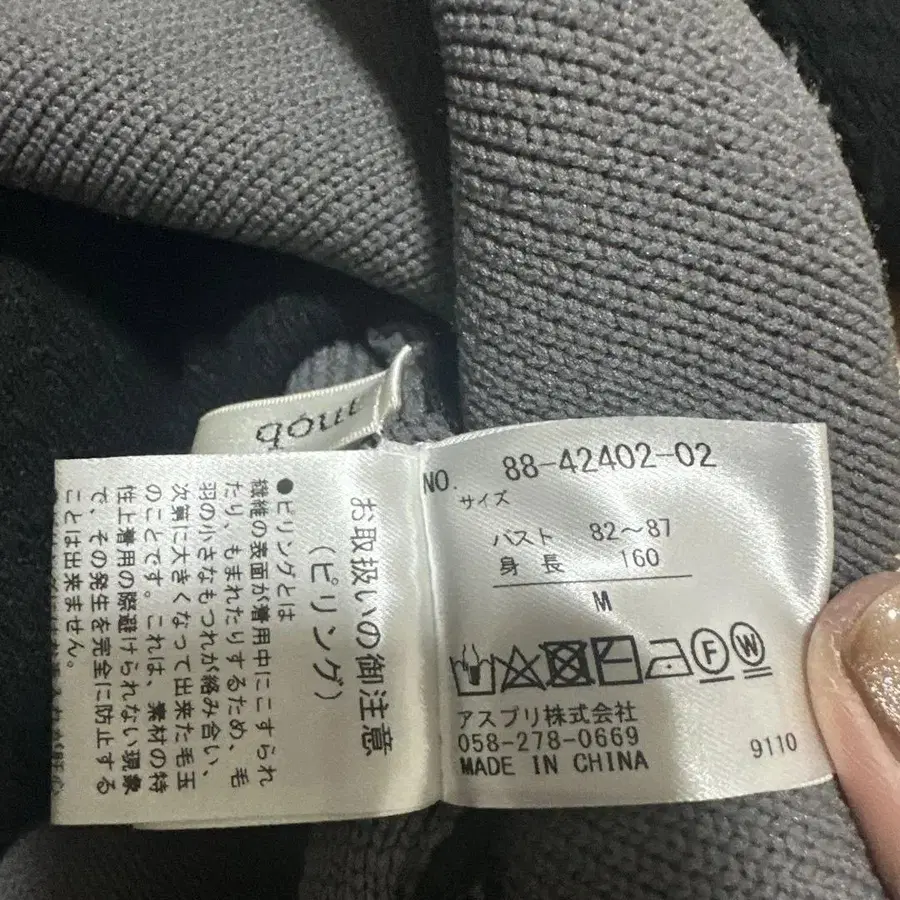 NO. 88-42402-02
サイズ
バスト 82～87
身長 160
M
アスプリ株式会社
058-278-0669
MADE IN CHINA
9110
お取扱いの御注意
（ピリング）
●ピリングとは
繊維の表面が着用中にこすられ
たり、もまれたりするため、毛
羽の小さなもつれが絡み合い、
次第に大きくなって出来た毛玉
のことです。これは、素材の特
性上着用の際避けられない現象
で、その発生を完全に防止する
ことは出来ません。